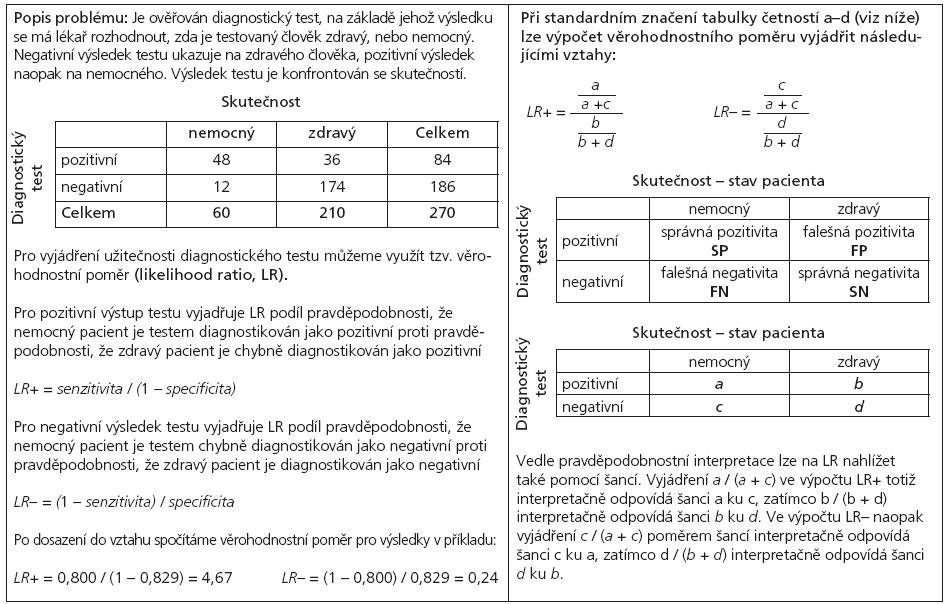 Popis problému: Je ověřován diagnostický test, na základě jehož výsledku
se má lékař rozhodnout, zda je testovaný člověk zdravý, nebo nemocný.
Negativní výsledek testu ukazuje na zdravého člověka, pozitivní výsledek
naopak na nemocného. Výsledek testu je konfrontován se skutečností.
Skutečnost
Diagnostický
test
nemocný zdravý Celkem
pozitivní 48 36 84
negativní 12 174 186
Celkem 60 210 270
Pro vyjádření užitečnosti diagnostického testu můžeme využít tzv. věro-
hodnostní poměr (likelihood ratio, LR).
Pro pozitivní výstup testu vyjadřuje LR podíl pravděpodobnosti, že
nemocný pacient je testem diagnostikován jako pozitivní proti pravdě-
podobnosti, že zdravý pacient je chybně diagnostikován jako pozitivní
LR+ = senzitivita / (1 – specificita)
Pro negativní výsledek testu vyjadřuje LR podíl pravděpodobnosti, že
nemocný pacient je testem chybně diagnostikován jako negativní proti
pravděpodobnosti, že zdravý pacient je diagnostikován jako negativní
LR– = (1 – senzitivita) / specificita
Po dosazení do vztahu spočítáme věrohodnostní poměr pro výsledky v příkladu:
LR+ = 0,800 / (1 – 0,829) = 4,67 LR– = (1 – 0,800) / 0,829 = 0,24
Při standardním značení tabulky četností a–d (viz níže)
lze výpočet věrohodnostního poměru vyjádřit následu-
jícími vztahy:
LR+ =
a
a +c
b
b + d
LR– =
c
a + c
d
b + d
Skutečnost – stav pacienta
Diagnostický
test
nemocný zdravý
pozitivní správná pozitivita falešná pozitivita
SP FP
negativní falešná negativita správná negativita
FN SN
Skutečnost – stav pacienta
Diagnostický
test
nemocný zdravý
pozitivní a b
negativní c d
Vedle pravděpodobnostní interpretace lze na LR nahlížet
také pomocí šancí. Vyjádření a / (a + c) ve výpočtu LR+ totiž
interpretačně odpovídá šanci a ku c, zatímco b / (b + d)
interpretačně odpovídá šanci b ku d. Ve výpočtu LR– naopak
vyjádření c / (a + c) poměrem šancí interpretačně odpovídá
šanci c ku a, zatímco d / (b + d) interpretačně odpovídá šanci
d ku b.